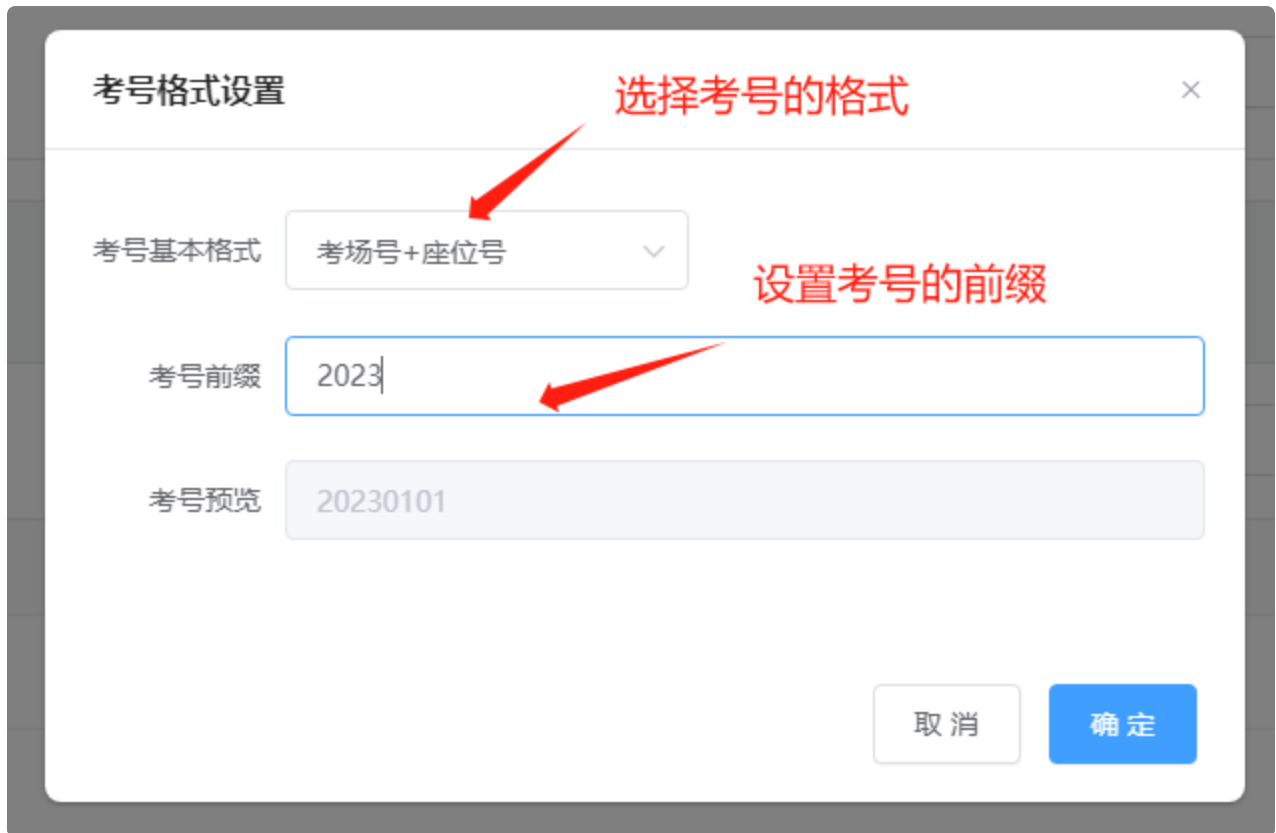 考号格式设置
选择考号的格式
×
考号基本格式
考场号+座位号
设置考号的前缀
考号前缀
2023
考号预览
20230101
取 消
确 定